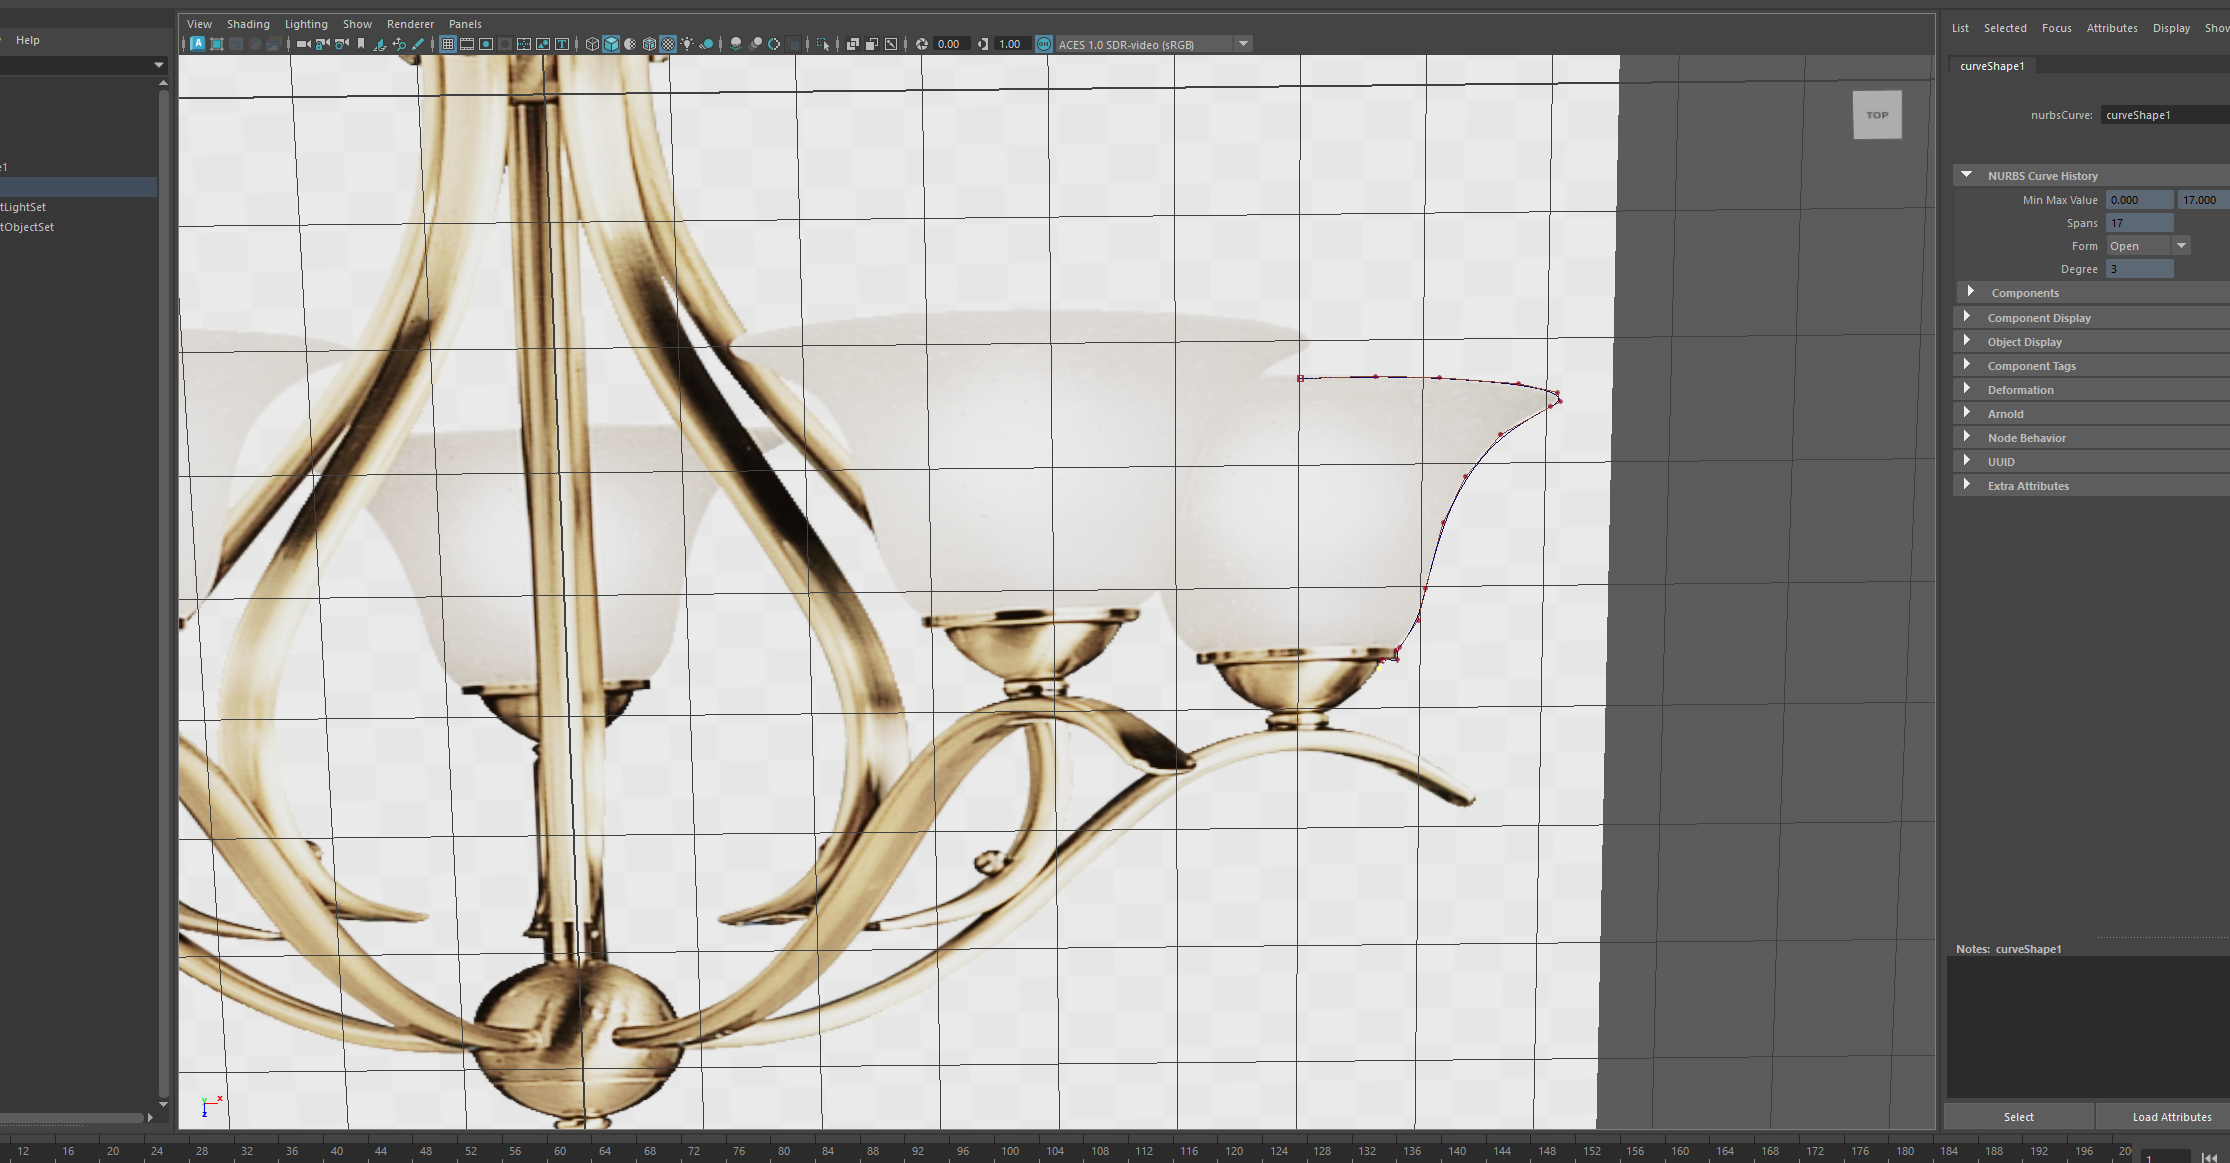 View Shading Lighting Show Renderer Panels
Help
List Selected Focus Attributes Display Show
0.00 1.00 ACES 1.0 SDR-video (sRGB)
curveShape1
TOP
nurbsCurve: curveShape1
NURBS Curve History
Min Max Value 0.000 17.000
tLightSet
Spans 17
tObjectSet
Form Open
Degree 3
Components
Component Display
Object Display
Component Tags
Deformation
Arnold
Node Behavior
UUID
Extra Attributes
Notes: curveShape1
x
y
z
Select Load Attributes
12 16 20 24 28 32 36 40 44 48 52 56 60 64 68 72 76 80 84 88 92 96 100 104 108 112 116 120 124 128 132 136 140 144 148 152 156 160 164 168 172 176 180 184 188 192 196 20
1